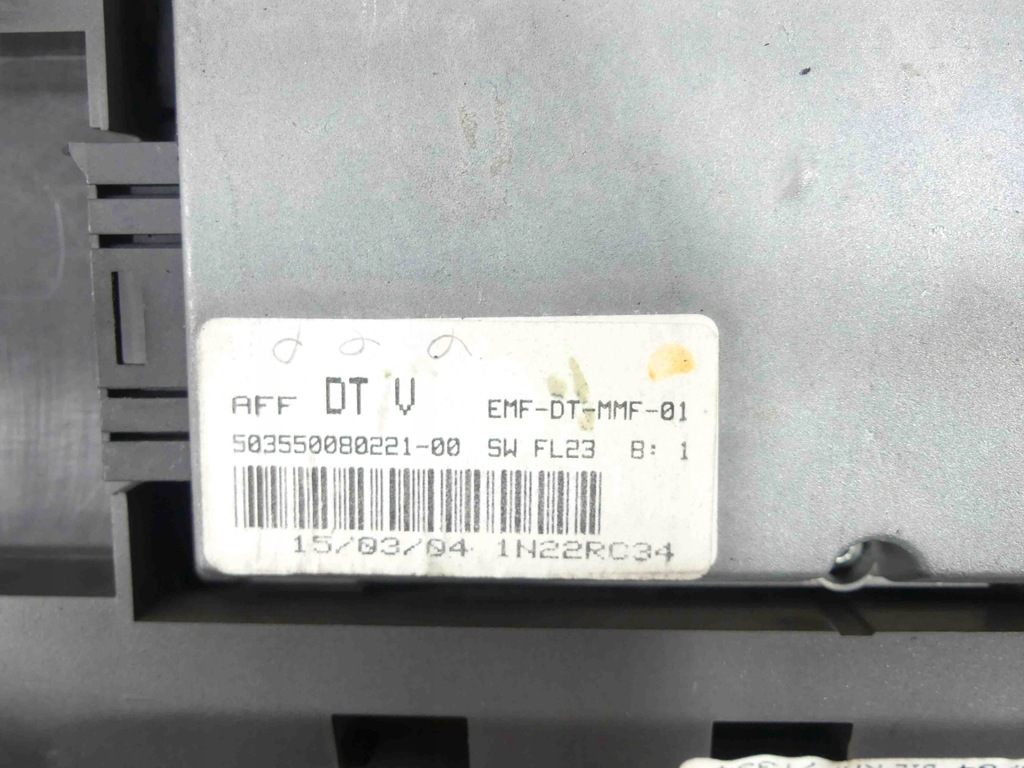 AFF DT V EMF-DT-MMF-01
503550080221-00 SW FL23 B: 1
15/03/04 1N22RC34